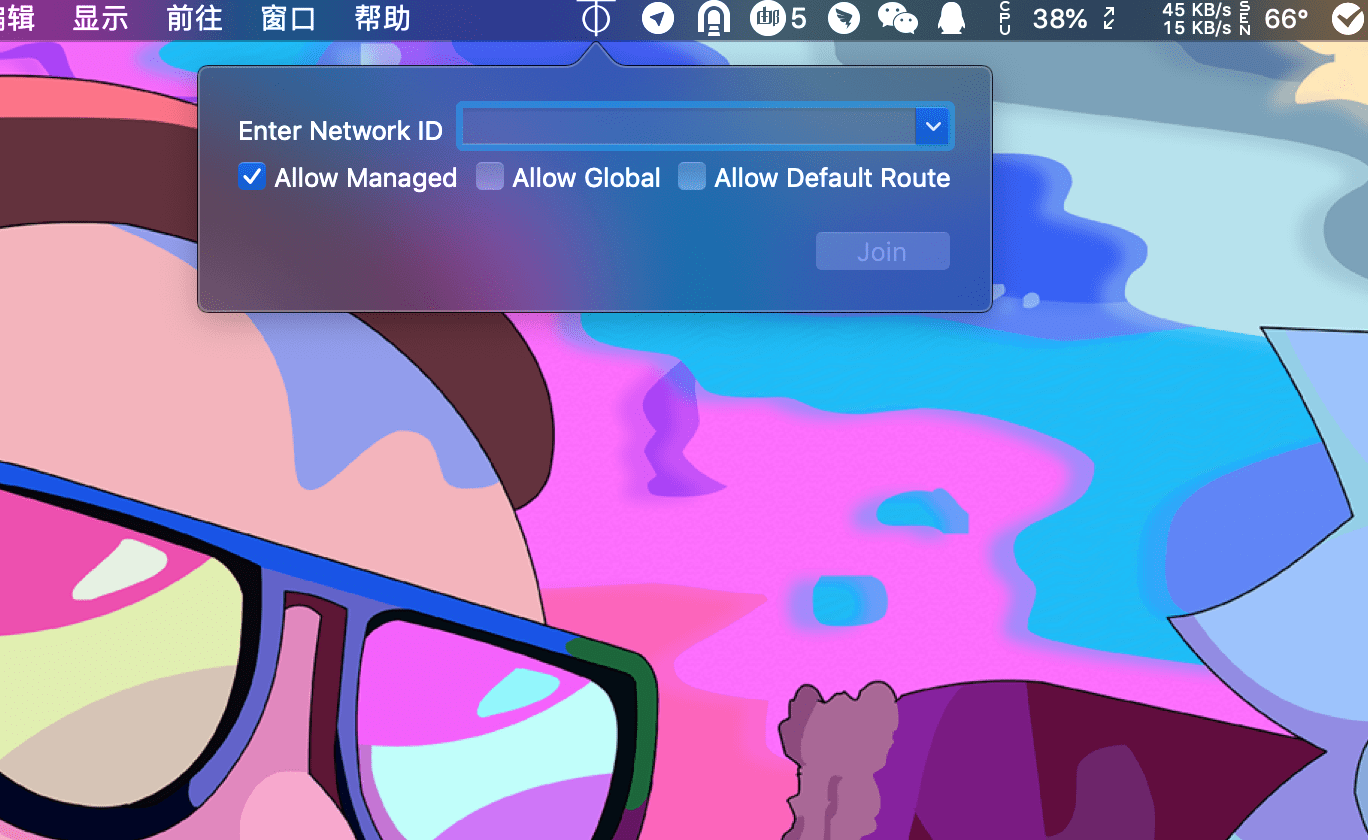 编辑 显示 前往 窗口 帮助 邮 5 CPU 38% 45 KB/s 15 KB/s SEN 66°
Enter Network ID
Allow Managed Allow Global Allow Default Route
Join